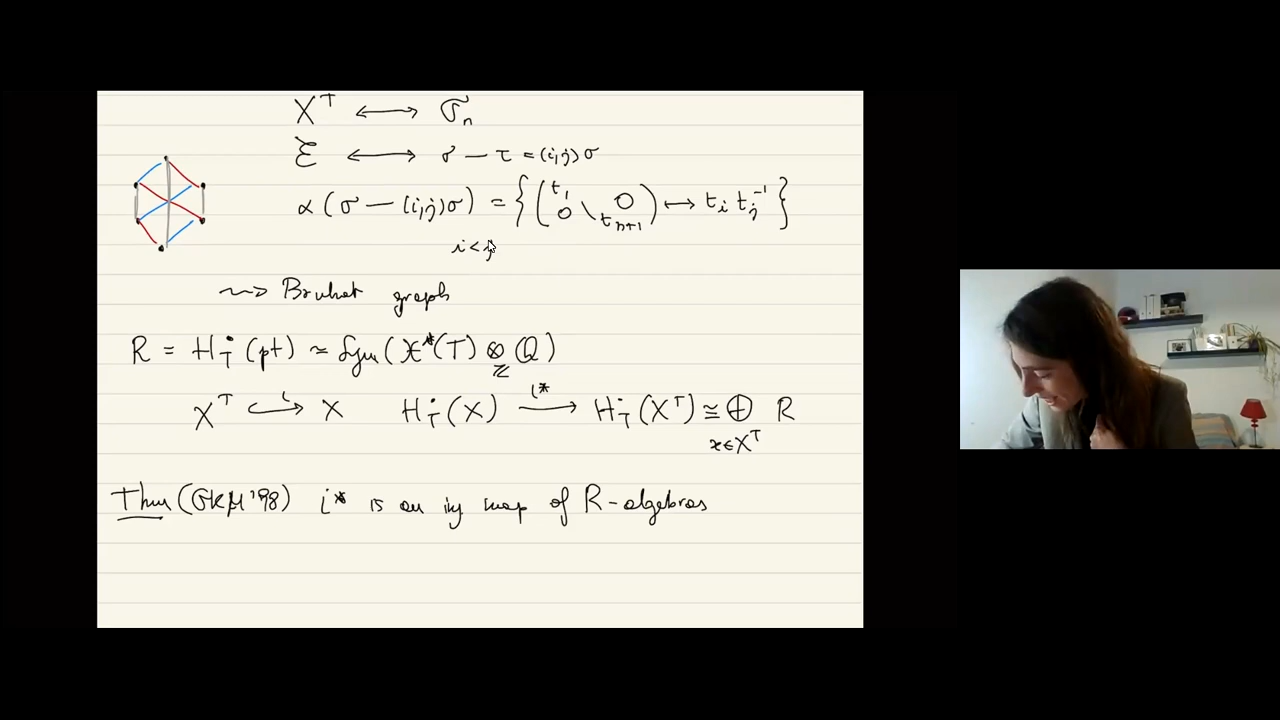 X^T ⟷ 𝔖_n
ℰ ⟷ σ — τ = (i,j)σ
α(σ — (i,j)σ) = { ( t_1 0 \ 0 t_{n+1} ) ⟼ t_i t_j^{-1} }
i < j
⇝ Bruhat graph
R = H_T^•(pt) ≃ Sym(X^*(T) ⊗_ℤ ℚ)
X^T ↪^i X H_T^•(X) ⟶^{i*} H_T^•(X^T) ≅ ⊕_{x∈X^T} R
Thm (GKM '98) i* is an inj map of R-algebras